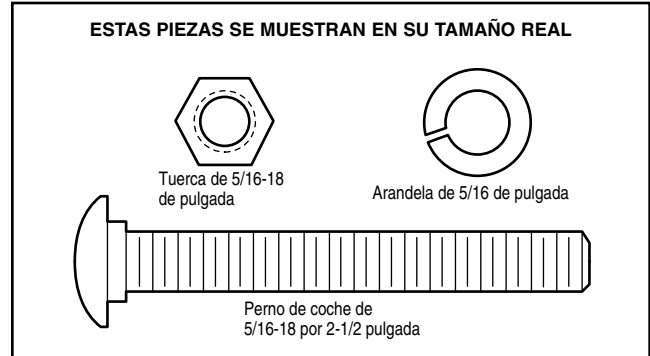 ESTAS PIEZAS SE MUESTRAN EN SU TAMAÑO REAL
Tuerca de 5/16-18
de pulgada
Arandela de 5/16 de pulgada
Perno de coche de
5/16-18 por 2-1/2 pulgada